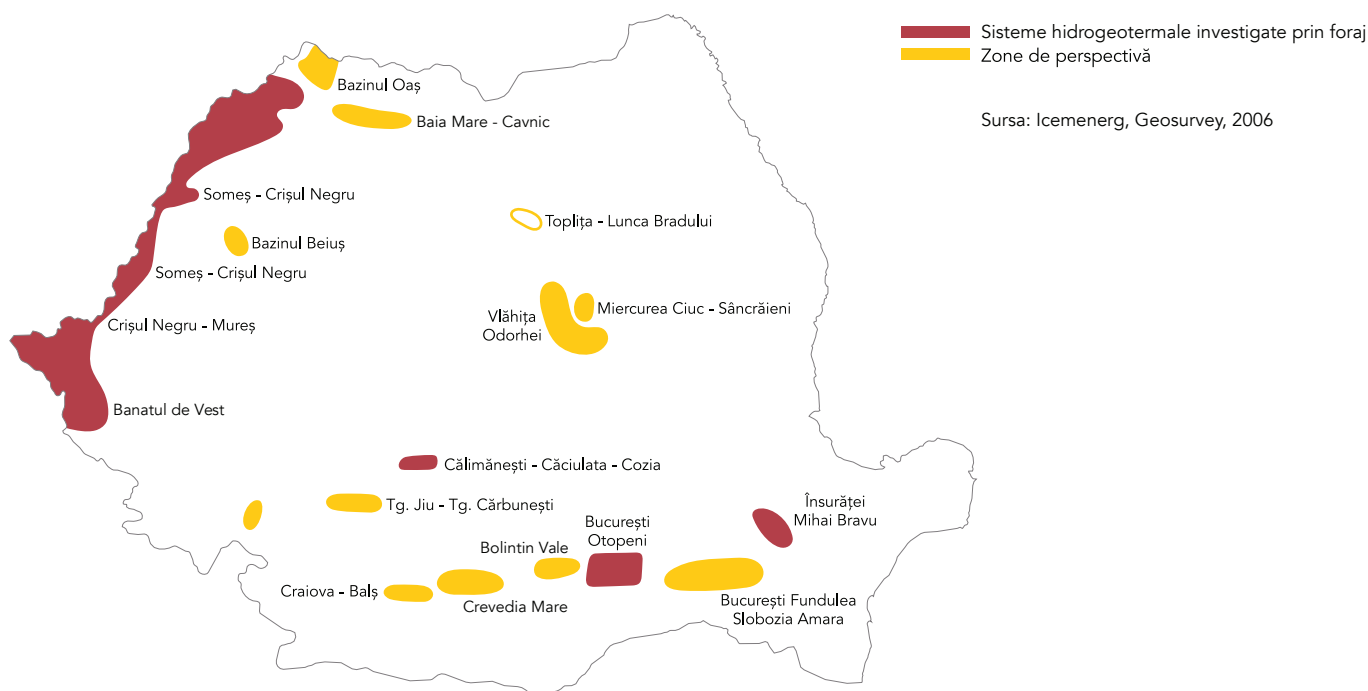 Sisteme hidrogeotermale investigate prin foraj
Zone de perspectivă
Sursa: Icemenerg, Geosurvey, 2006
Bazinul Oaș
Baia Mare - Cavnic
Someș - Crișul Negru
Toplița - Lunca Bradului
Bazinul Beiuș
Someș - Crișul Negru
Miercurea Ciuc - Sâncrăieni
Vlăhița
Odorhei
Crișul Negru - Mureș
Banatul de Vest
Călimănești - Căciulata - Cozia
Tg. Jiu - Tg. Cărbunești
Însurăței
Mihai Bravu
București
Otopeni
Bolintin Vale
Craiova - Balș
Crevedia Mare
București Fundulea
Slobozia Amara